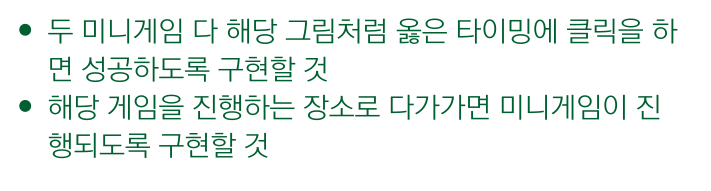 • 두 미니게임 다 해당 그림처럼 옳은 타이밍에 클릭을 하
면 성공하도록 구현할 것
• 해당 게임을 진행하는 장소로 다가가면 미니게임이 진
행되도록 구현할 것